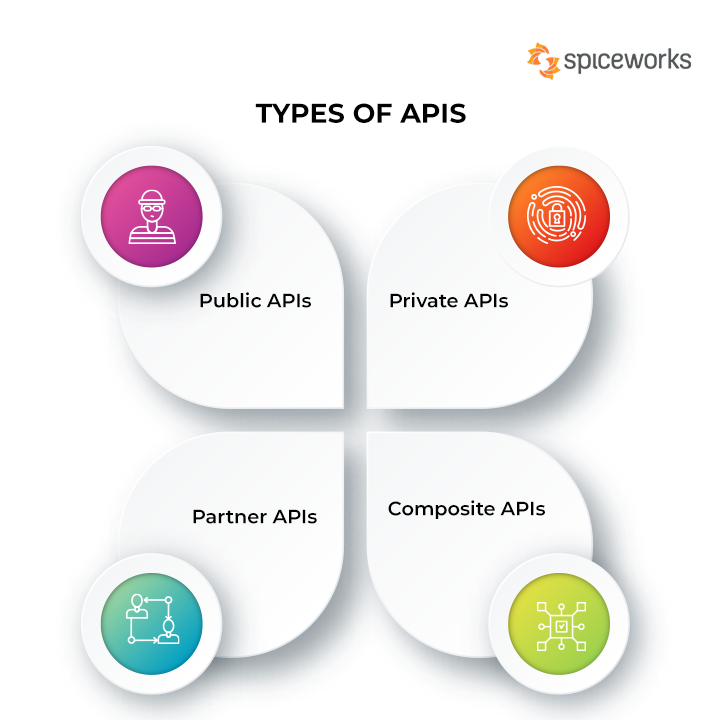 spiceworks
TYPES OF APIS
Public APIs
Private APIs
Partner APIs
Composite APIs